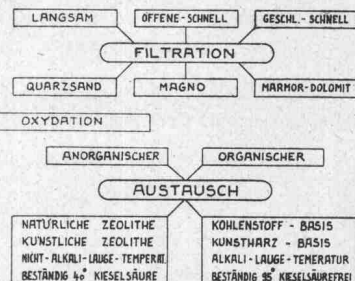 LANGSAM OFFENE-SCHNELL GESCHL.-SCHNELL
FILTRATION
QUARZSAND MAGNO MARMOR-DOLOMIT
OXYDATION
ANORGANISCHER ORGANISCHER
AUSTAUSCH
NATÜRLICHE ZEOLITHE
KÜNSTLICHE ZEOLITHE
NICHT-ALKALI-LAUGE-TEMPERAT.
BESTÄNDIG 40° KIESELSÄURE
KOHLENSTOFF - BASIS
KUNSTHARZ - BASIS
ALKALI-LAUGE-TEMERATUR
BESTÄNDIG 95° KIESELSÄUREFREI